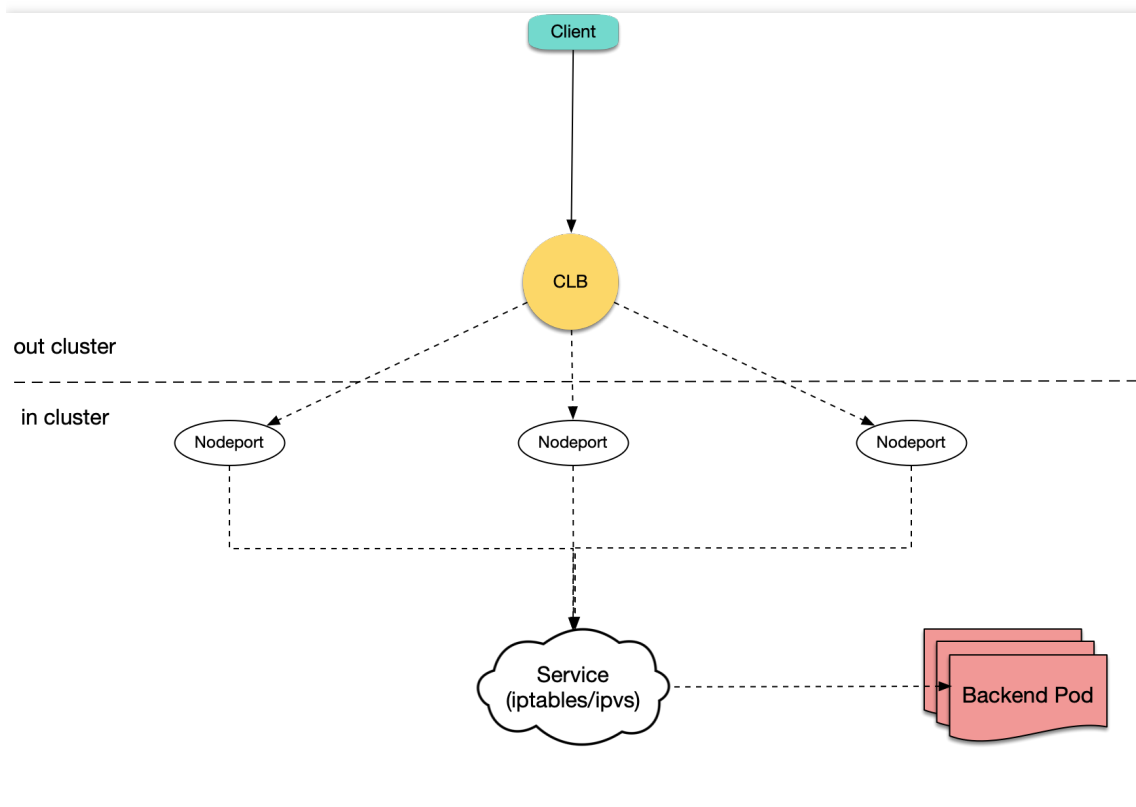 Client
CLB
out cluster
in cluster
Nodeport
Nodeport
Nodeport
Service
(iptables/ipvs)
Backend Pod